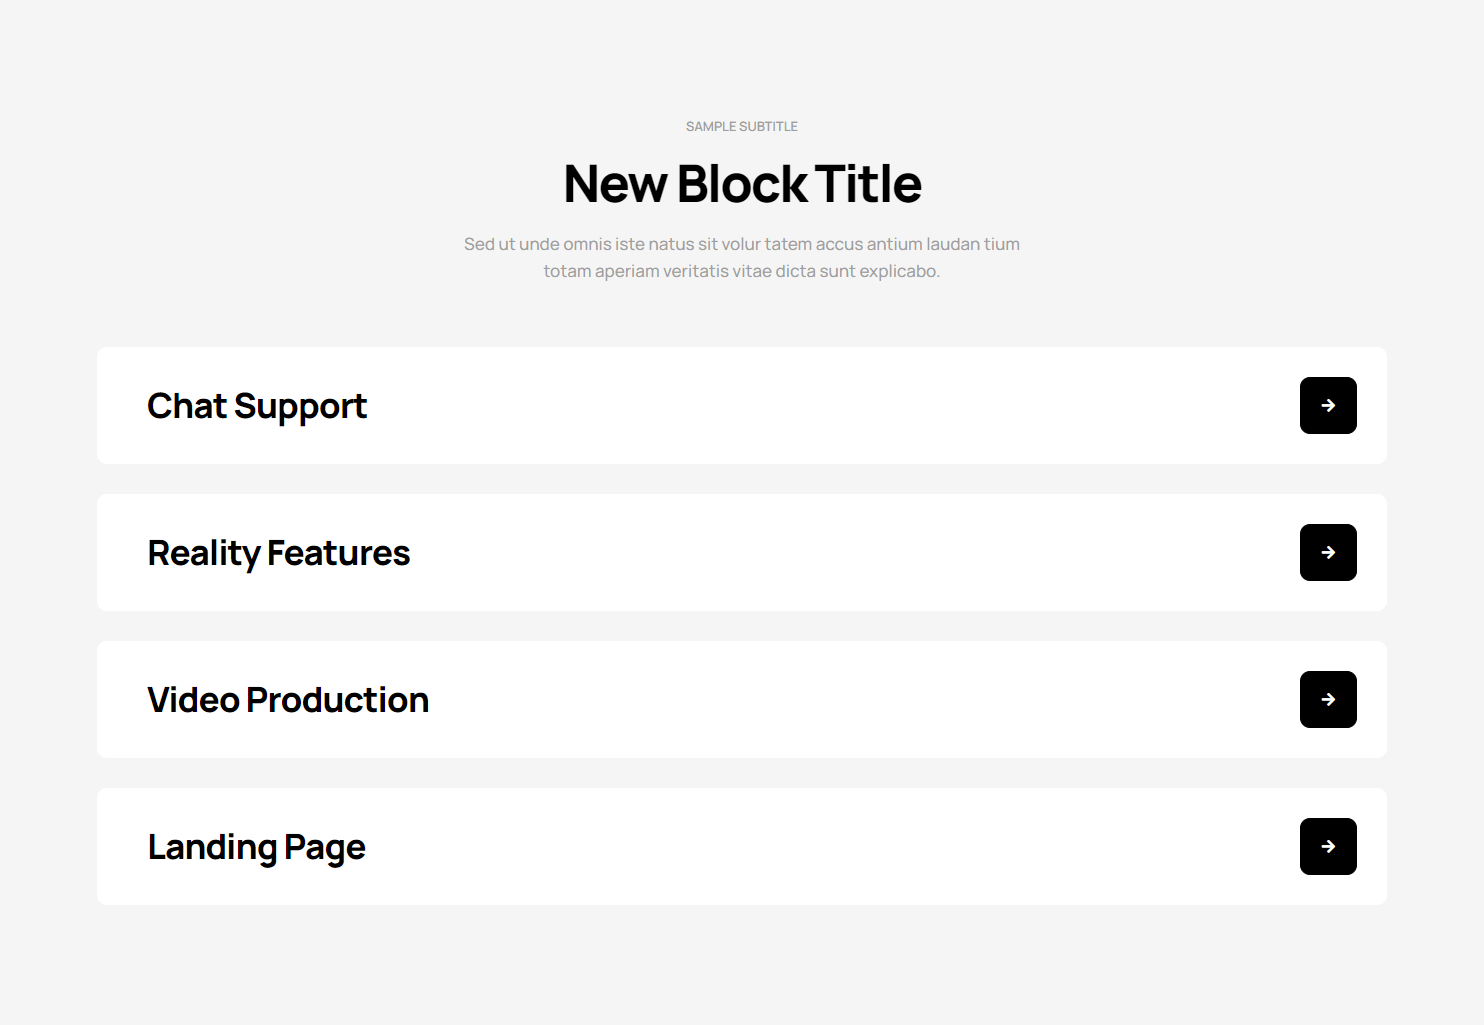 SAMPLE SUBTITLE
New Block Title
Sed ut unde omnis iste natus sit volur tatem accus antium laudan tium
totam aperiam veritatis vitae dicta sunt explicabo.
Chat Support
Reality Features
Video Production
Landing Page